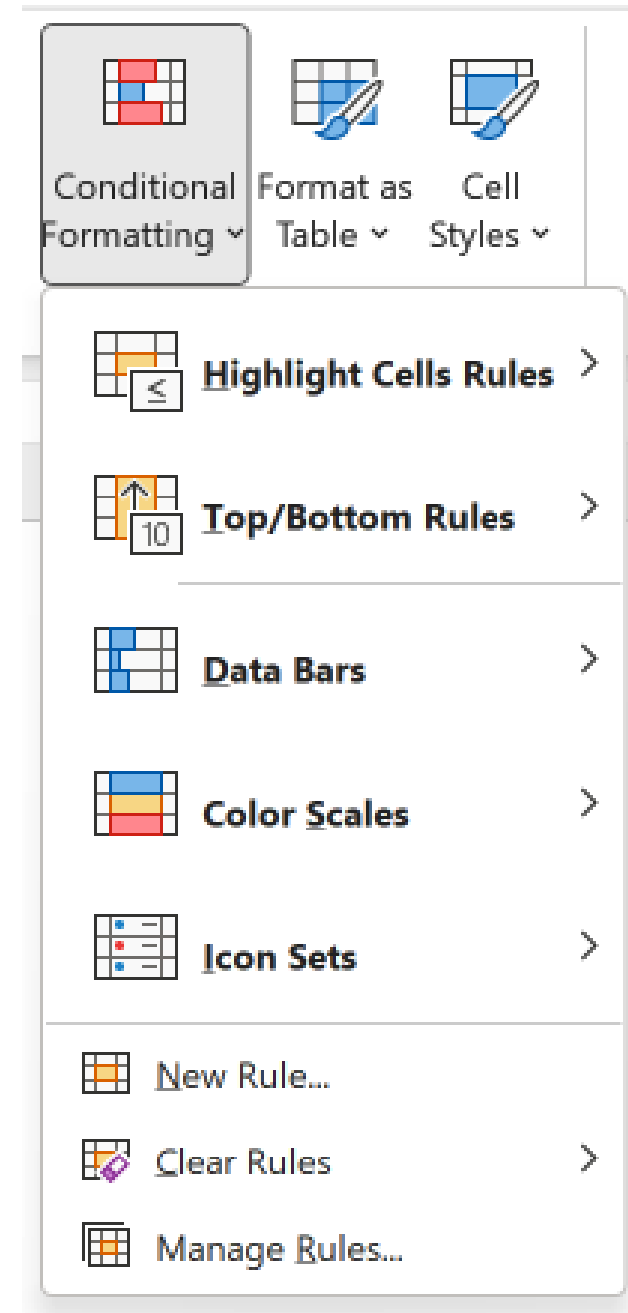 Conditional Formatting
Format as Table
Cell Styles
≤
Highlight Cells Rules
10
Top/Bottom Rules
Data Bars
Color Scales
Icon Sets
New Rule...
Clear Rules
Manage Rules...